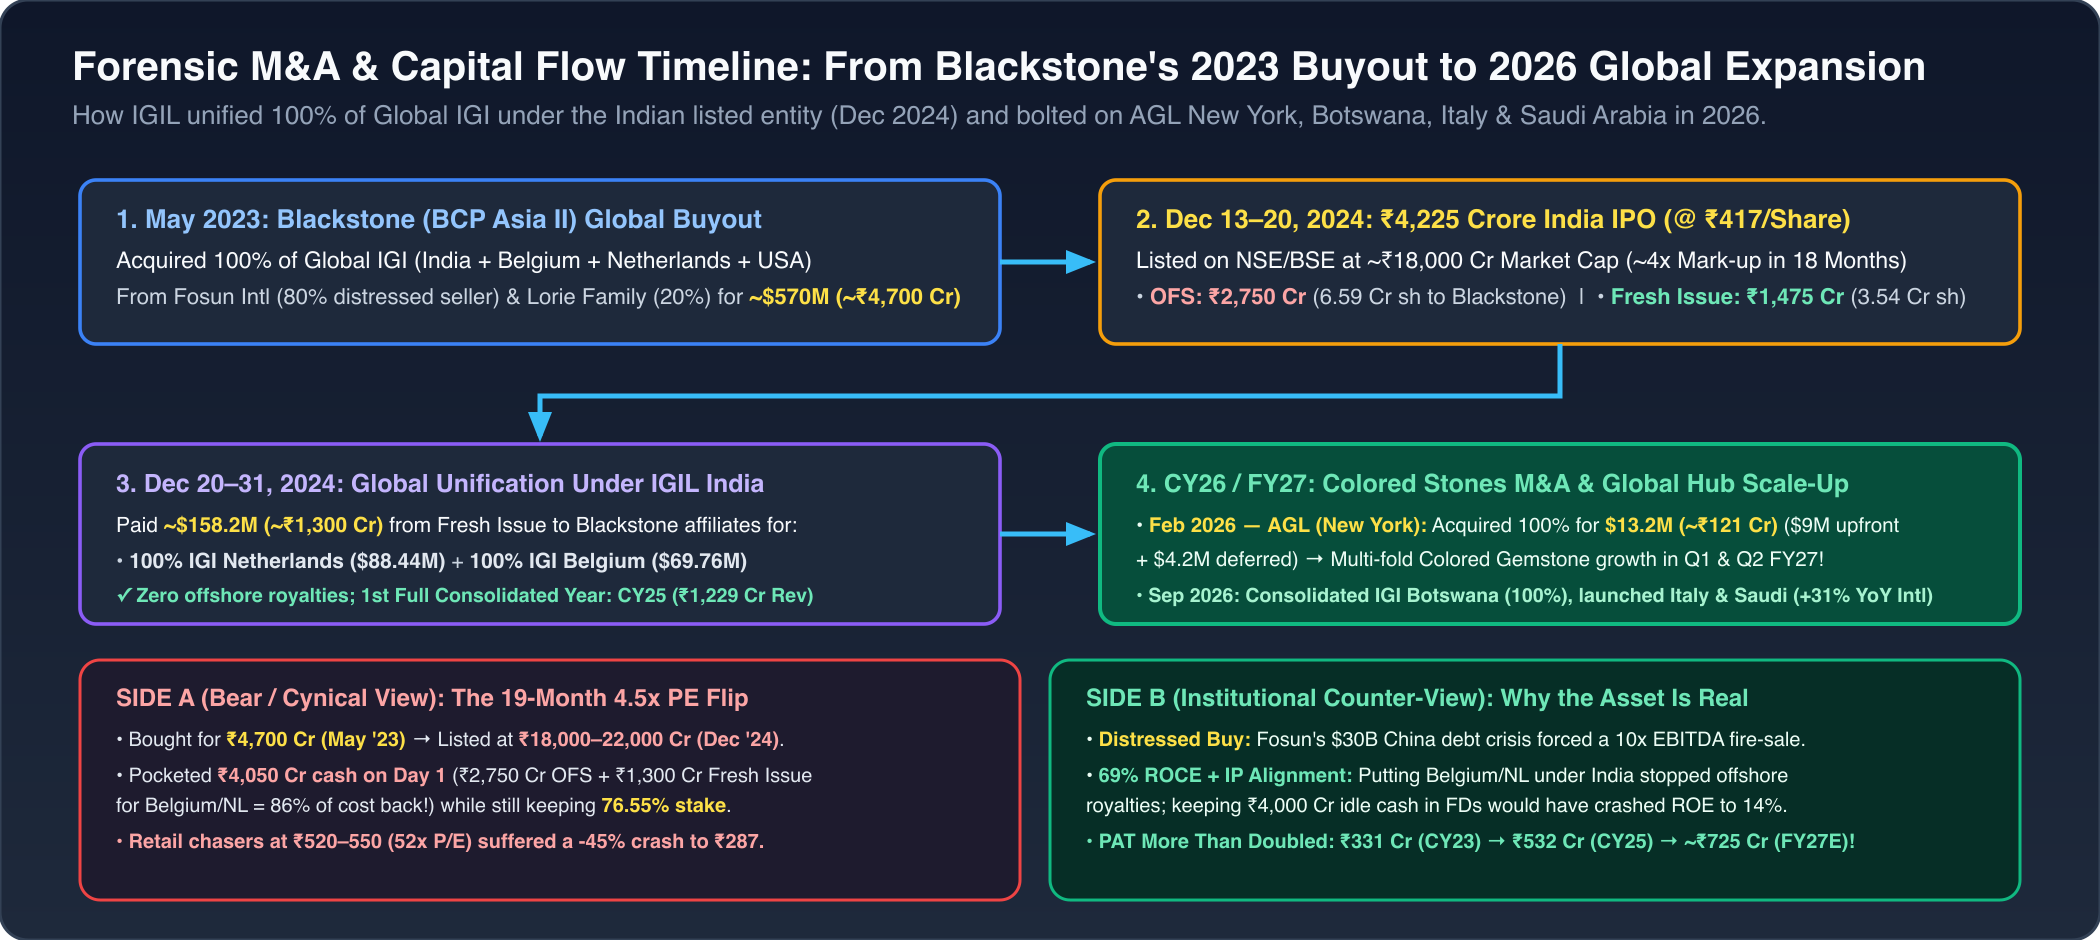 Forensic M&A & Capital Flow Timeline: From Blackstone's 2023 Buyout to 2026 Global Expansion
How IGIL unified 100% of Global IGI under the Indian listed entity (Dec 2024) and bolted on AGL New York, Botswana, Italy & Saudi Arabia in 2026.
1. May 2023: Blackstone (BCP Asia II) Global Buyout
Acquired 100% of Global IGI (India + Belgium + Netherlands + USA)
From Fosun Intl (80% distressed seller) & Lorie Family (20%) for ~$570M (~₹4,700 Cr)
2. Dec 13–20, 2024: ₹4,225 Crore India IPO (@ ₹417/Share)
Listed on NSE/BSE at ~₹18,000 Cr Market Cap (~4x Mark-up in 18 Months)
• OFS: ₹2,750 Cr (6.59 Cr sh to Blackstone) | • Fresh Issue: ₹1,475 Cr (3.54 Cr sh)
3. Dec 20–31, 2024: Global Unification Under IGIL India
Paid ~$158.2M (~₹1,300 Cr) from Fresh Issue to Blackstone affiliates for:
• 100% IGI Netherlands ($88.44M) + 100% IGI Belgium ($69.76M)
✓ Zero offshore royalties; 1st Full Consolidated Year: CY25 (₹1,229 Cr Rev)
4. CY26 / FY27: Colored Stones M&A & Global Hub Scale-Up
• Feb 2026 — AGL (New York): Acquired 100% for $13.2M (~₹121 Cr) ($9M upfront
+ $4.2M deferred) → Multi-fold Colored Gemstone growth in Q1 & Q2 FY27!
• Sep 2026: Consolidated IGI Botswana (100%), launched Italy & Saudi (+31% YoY Intl)
SIDE A (Bear / Cynical View): The 19-Month 4.5x PE Flip
• Bought for ₹4,700 Cr (May '23) → Listed at ₹18,000–22,000 Cr (Dec '24).
• Pocketed ₹4,050 Cr cash on Day 1 (₹2,750 Cr OFS + ₹1,300 Cr Fresh Issue
for Belgium/NL = 86% of cost back!) while still keeping 76.55% stake.
• Retail chasers at ₹520–550 (52x P/E) suffered a -45% crash to ₹287.
SIDE B (Institutional Counter-View): Why the Asset Is Real
• Distressed Buy: Fosun's $30B China debt crisis forced a 10x EBITDA fire-sale.
• 69% ROCE + IP Alignment: Putting Belgium/NL under India stopped offshore
royalties; keeping ₹4,000 Cr idle cash in FDs would have crashed ROE to 14%.
• PAT More Than Doubled: ₹331 Cr (CY23) → ₹532 Cr (CY25) → ~₹725 Cr (FY27E)!